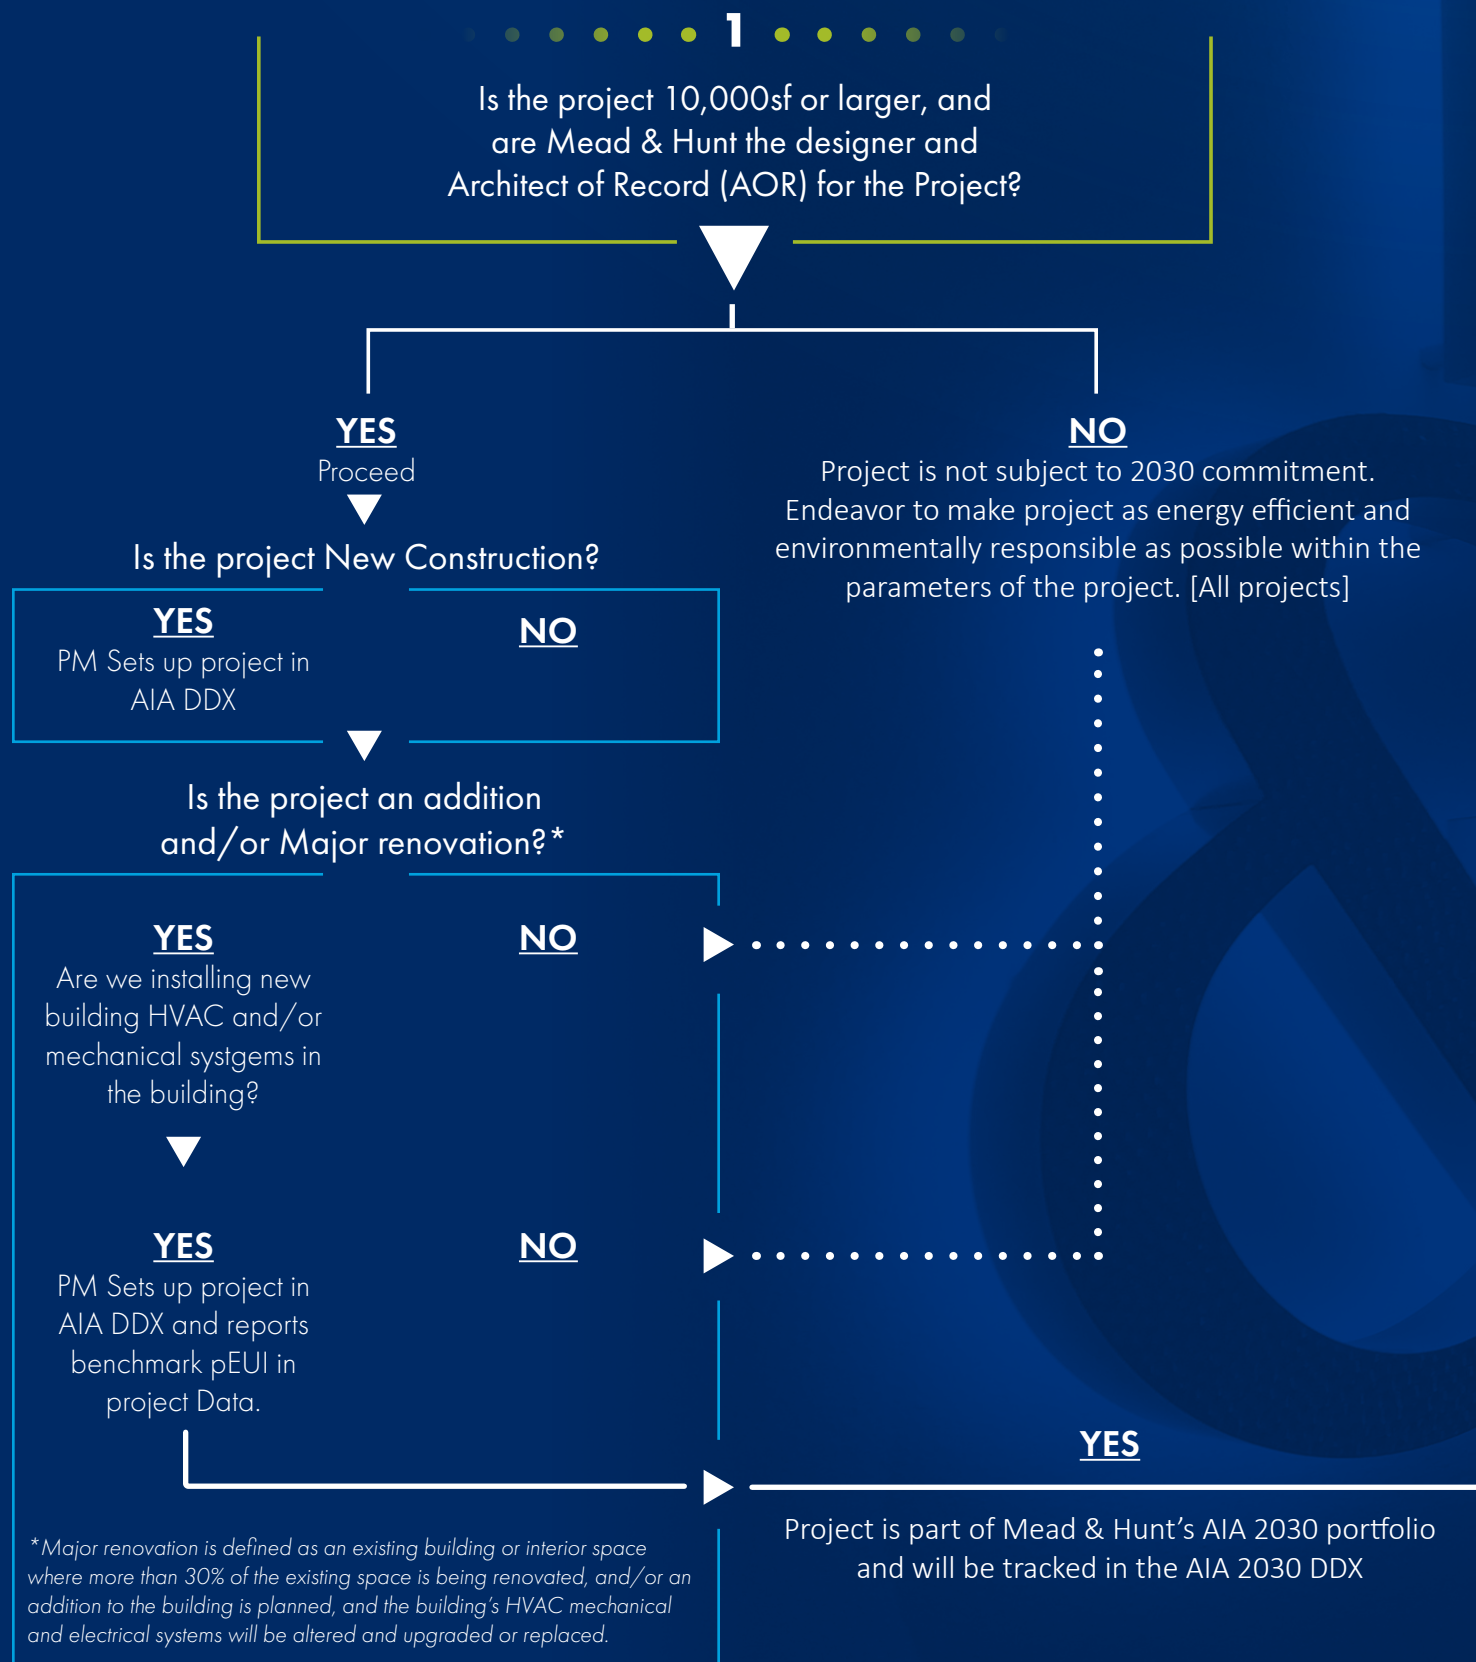 1
Is the project 10,000sf or larger, and
are Mead & Hunt the designer and
Architect of Record (AOR) for the Project?
YES
Proceed
NO
Project is not subject to 2030 commitment.
Endeavor to make project as energy efficient and
environmentally responsible as possible within the
parameters of the project. [All projects]
Is the project New Construction?
YES
PM Sets up project in
AIA DDX
NO
Is the project an addition
and/or Major renovation?*
YES
Are we installing new
building HVAC and/or
mechanical systgems in
the building?
NO
YES
PM Sets up project in
AIA DDX and reports
benchmark pEUI in
project Data.
NO
YES
Project is part of Mead & Hunt’s AIA 2030 portfolio
and will be tracked in the AIA 2030 DDX
*Major renovation is defined as an existing building or interior space
where more than 30% of the existing space is being renovated, and/or an
addition to the building is planned, and the building’s HVAC mechanical
and electrical systems will be altered and upgraded or replaced.